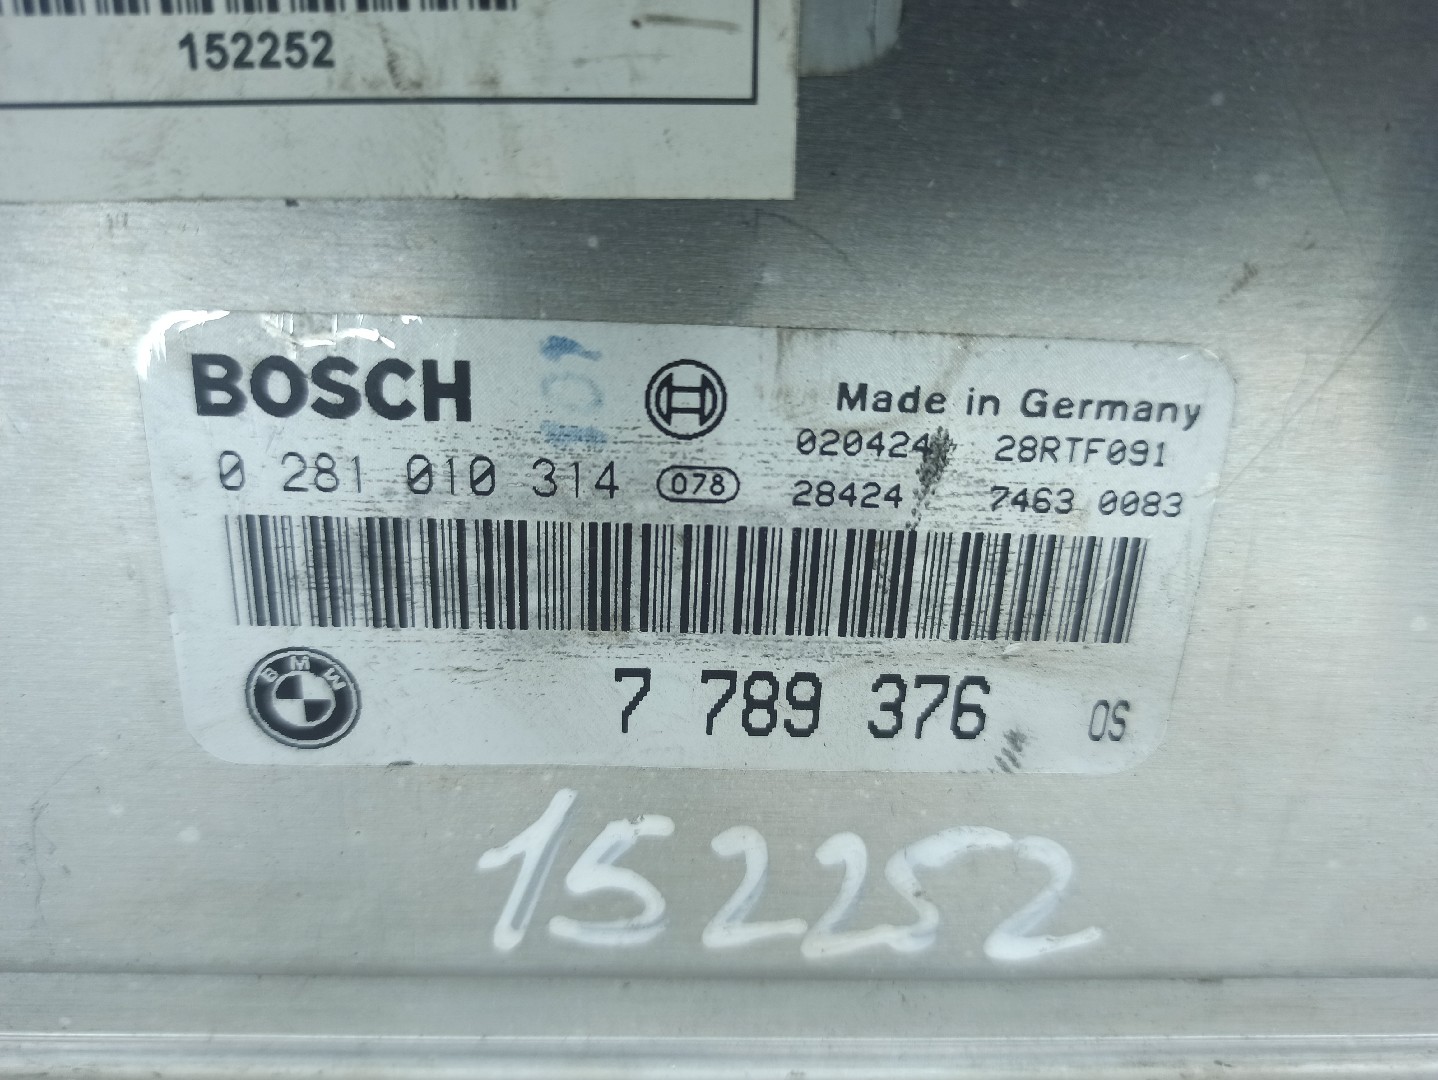 152252
BOSCH
Made in Germany
020424 28RTF091
0 281 010 314 078
28424 7463 0083
BMW
7 789 376 OS
152252